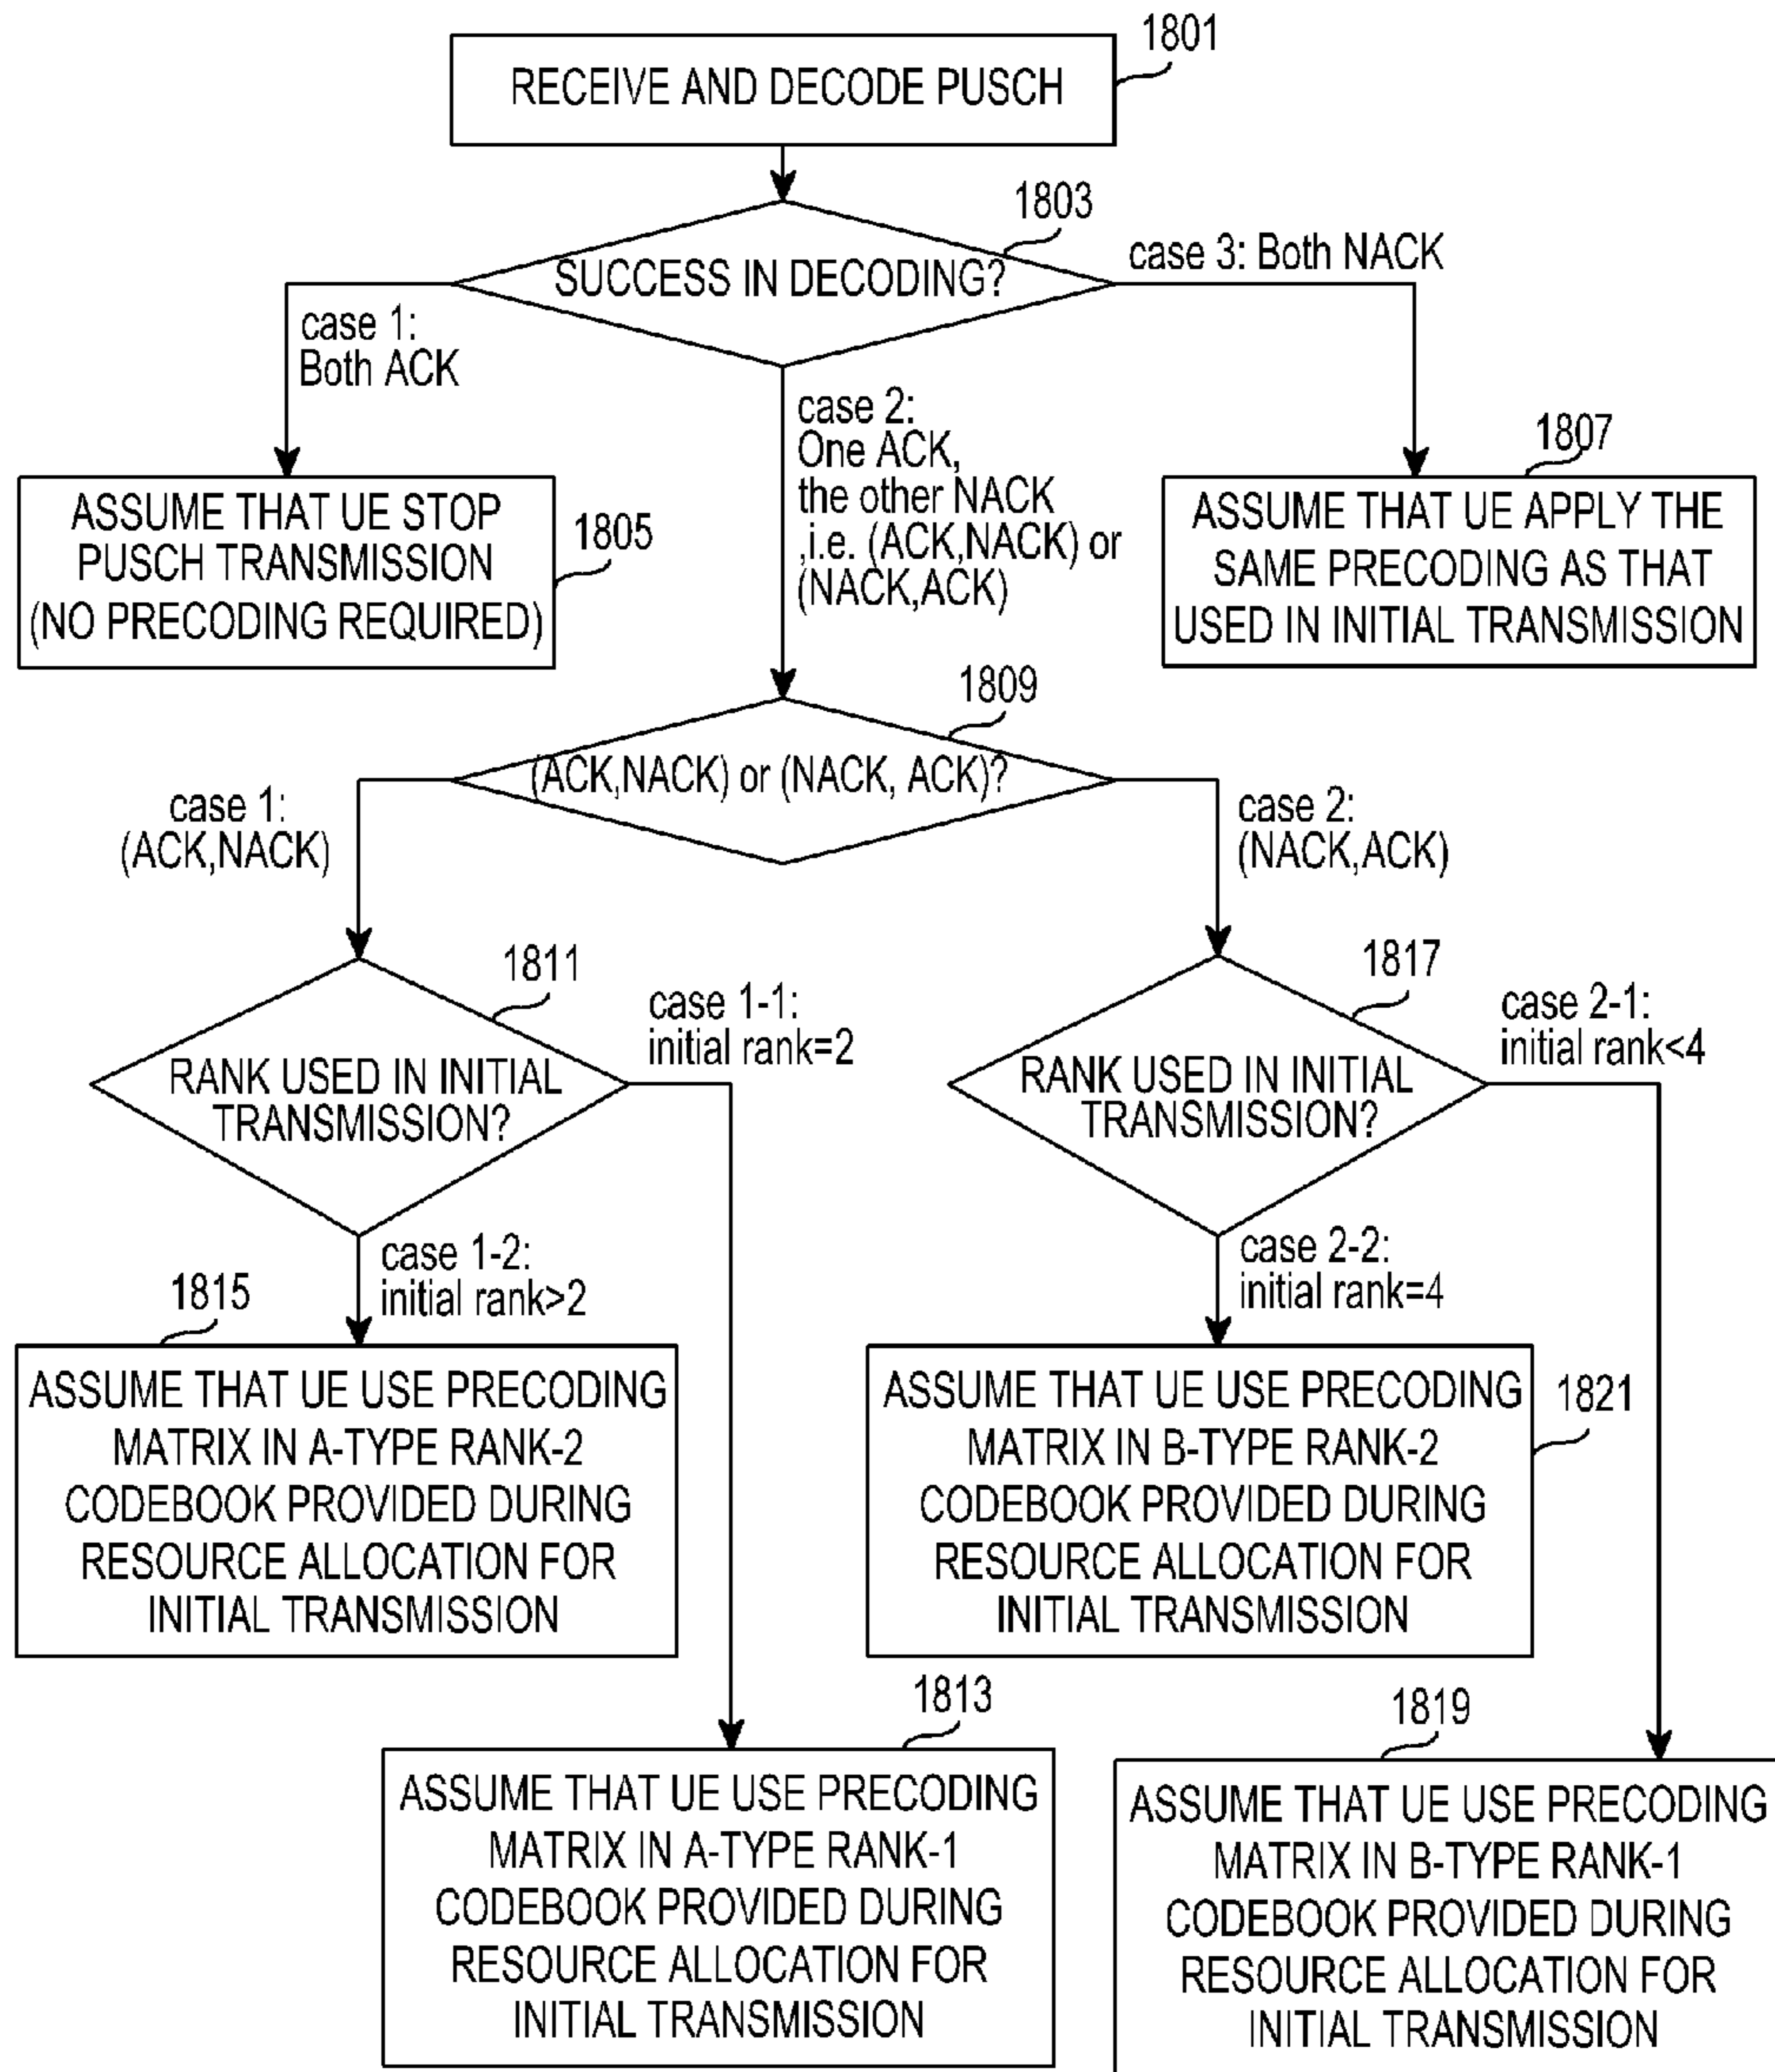 1801
RECEIVE AND DECODE PUSCH
1803
SUCCESS IN DECODING?
case 3: Both NACK
case 1:
Both ACK
case 2:
One ACK,
the other NACK
,i.e. (ACK,NACK) or
(NACK,ACK)
1805
ASSUME THAT UE STOP
PUSCH TRANSMISSION
(NO PRECODING REQUIRED)
1807
ASSUME THAT UE APPLY THE
SAME PRECODING AS THAT
USED IN INITIAL TRANSMISSION
1809
(ACK,NACK) or (NACK, ACK)?
case 1:
(ACK,NACK)
case 2:
(NACK,ACK)
1811
RANK USED IN INITIAL
TRANSMISSION?
case 1-1:
initial rank=2
1817
RANK USED IN INITIAL
TRANSMISSION?
case 2-1:
initial rank<4
case 1-2:
initial rank>2
case 2-2:
initial rank=4
1815
ASSUME THAT UE USE PRECODING
MATRIX IN A-TYPE RANK-2
CODEBOOK PROVIDED DURING
RESOURCE ALLOCATION FOR
INITIAL TRANSMISSION
1821
ASSUME THAT UE USE PRECODING
MATRIX IN B-TYPE RANK-2
CODEBOOK PROVIDED DURING
RESOURCE ALLOCATION FOR
INITIAL TRANSMISSION
1813
ASSUME THAT UE USE PRECODING
MATRIX IN A-TYPE RANK-1
CODEBOOK PROVIDED DURING
RESOURCE ALLOCATION FOR
INITIAL TRANSMISSION
1819
ASSUME THAT UE USE PRECODING
MATRIX IN B-TYPE RANK-1
CODEBOOK PROVIDED DURING
RESOURCE ALLOCATION FOR
INITIAL TRANSMISSION